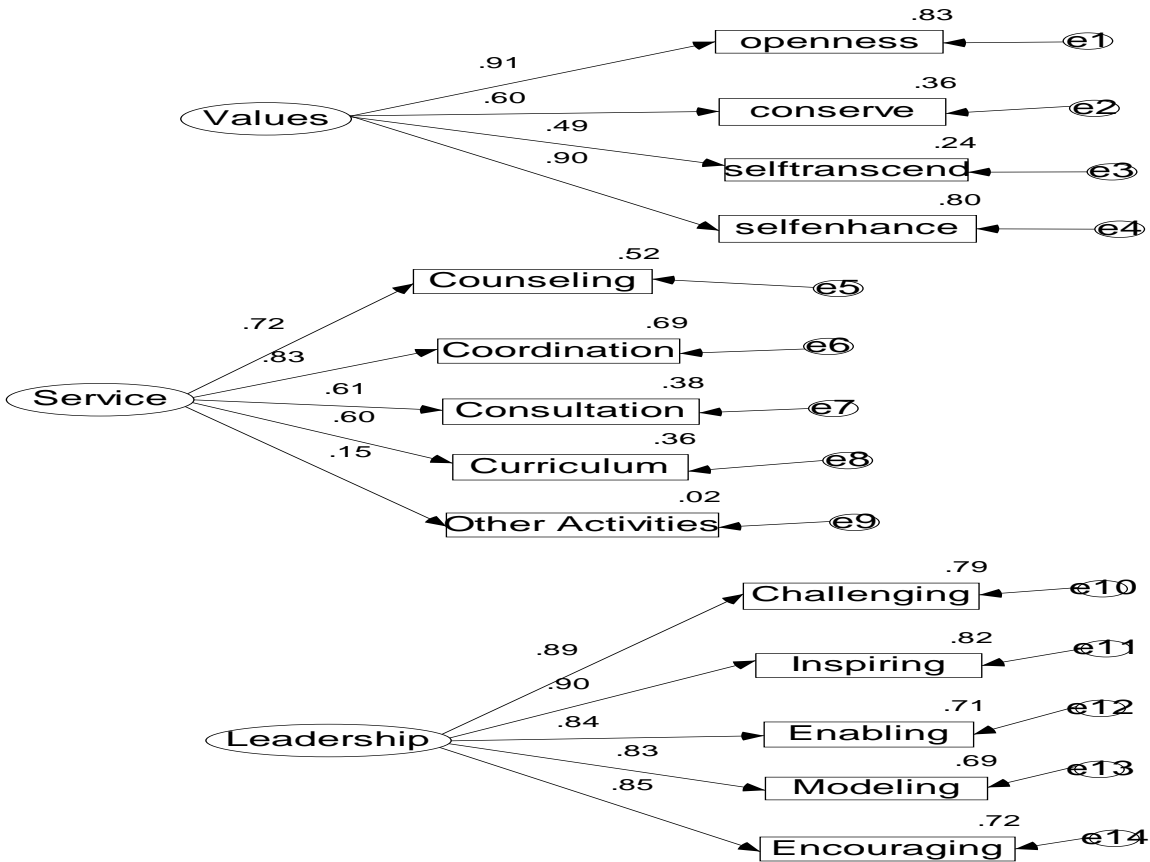 .83
openness
e1
.91
.60
.36
conserve
e2
Values
.49
.24
selftranscend
e3
.90
.80
selfenhance
e4
.52
Counseling
e5
.72
.69
Coordination
e6
.83
Service
.61
.38
Consultation
e7
.60
.36
Curriculum
e8
.15
.02
Other Activities
e9
.79
Challenging
e10
.89
.82
Inspiring
e11
.90
.71
Enabling
e12
Leadership
.84
.83
.69
Modeling
e13
.85
.72
Encouraging
e14